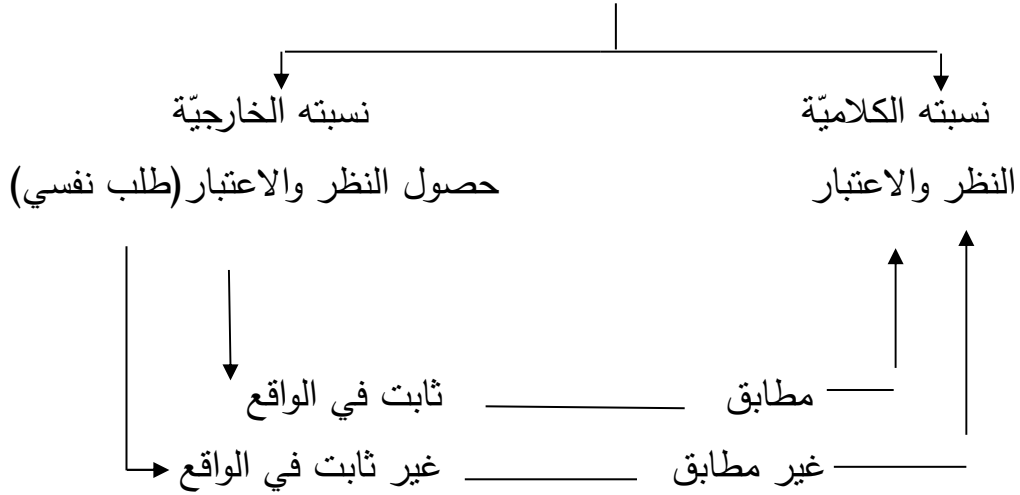 نسبته الكلاميّة نسبته الخارجيّة
النظر والاعتبار حصول النظر والاعتبار (طلب نفسي)
مطابق ثابت في الواقع
غير مطابق غير ثابت في الواقع